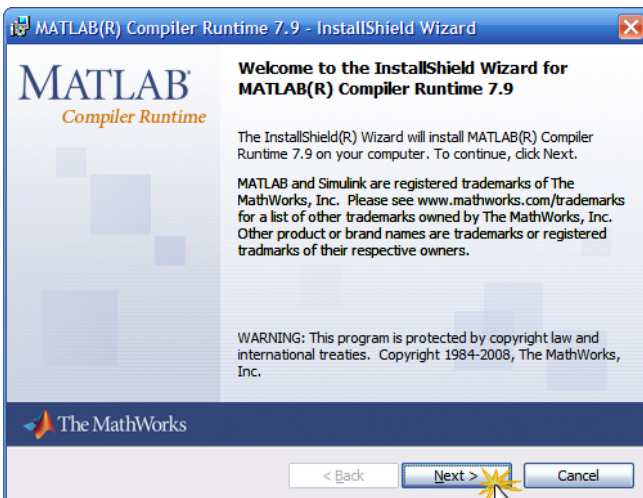 MATLAB(R) Compiler Runtime 7.9 - InstallShield Wizard
MATLAB®
Compiler Runtime
Welcome to the InstallShield Wizard for
MATLAB(R) Compiler Runtime 7.9
The InstallShield(R) Wizard will install MATLAB(R) Compiler
Runtime 7.9 on your computer. To continue, click Next.
MATLAB and Simulink are registered trademarks of The
MathWorks, Inc. Please see www.mathworks.com/trademarks
for a list of other trademarks owned by The MathWorks, Inc.
Other product or brand names are trademarks or registered
tradmarks of their respective owners.
WARNING: This program is protected by copyright law and
international treaties. Copyright 1984-2008, The MathWorks,
Inc.
The MathWorks
< Back
Next >
Cancel